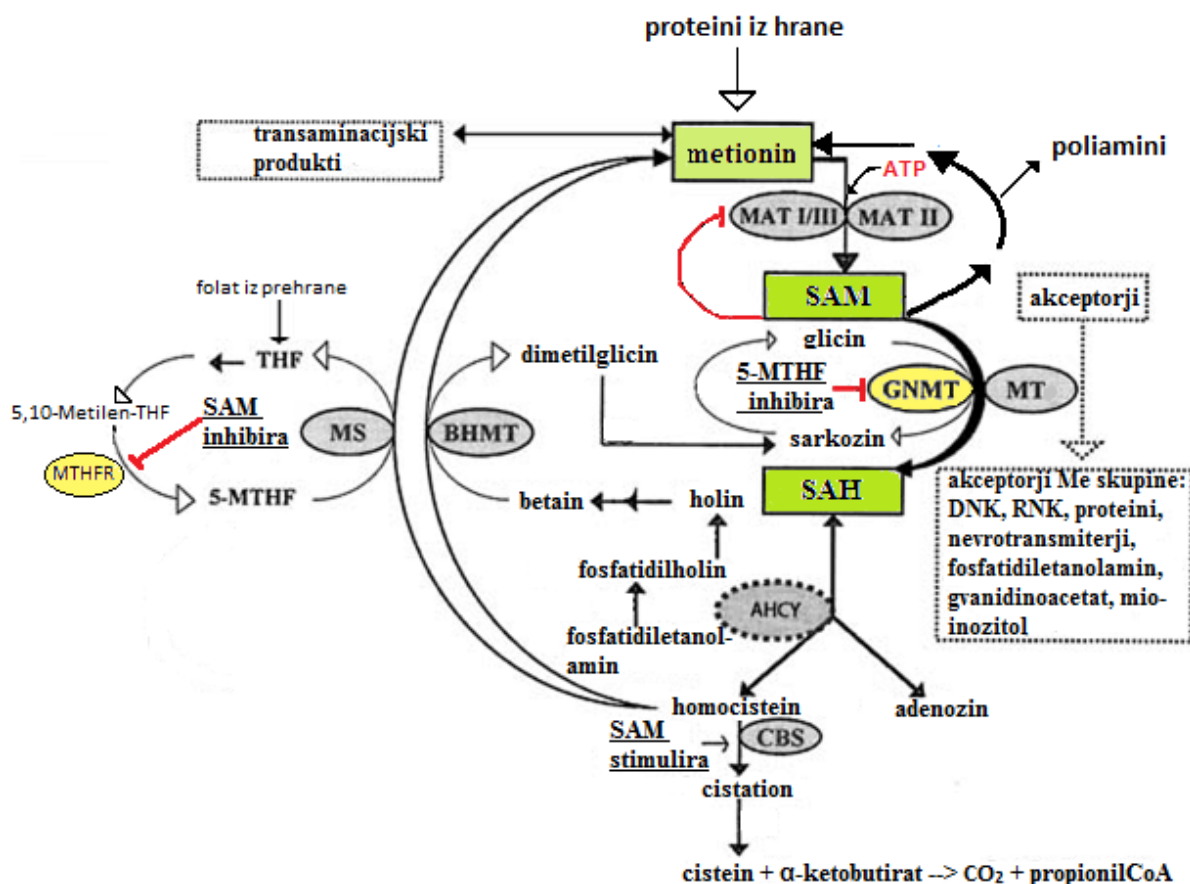 proteini iz hrane
transaminacijski
produkti
metionin
poliamini
ATP
MAT I/III
MAT II
folat iz prehrane
SAM
akceptorji
THF
dimetilglicin
glicin
5-MTHF
inhibira
GNMT
MT
5,10-Metilen-THF
SAM
inhibira
MS
BHMT
sarkozin
MTHFR
5-MTHF
betain
holin
SAH
akceptorji Me skupine:
DNK, RNK, proteini,
nevrotransmiterji,
fosfatidiletanolamin,
gvanidinoacetat, mio-
inozitol
fosfatidilholin
AHCY
fosfatidiletanol-
amin
homocistein
adenozin
SAM
stimulira
CBS
cistation
cistein + α-ketobutirat --> CO₂ + propionilCoA